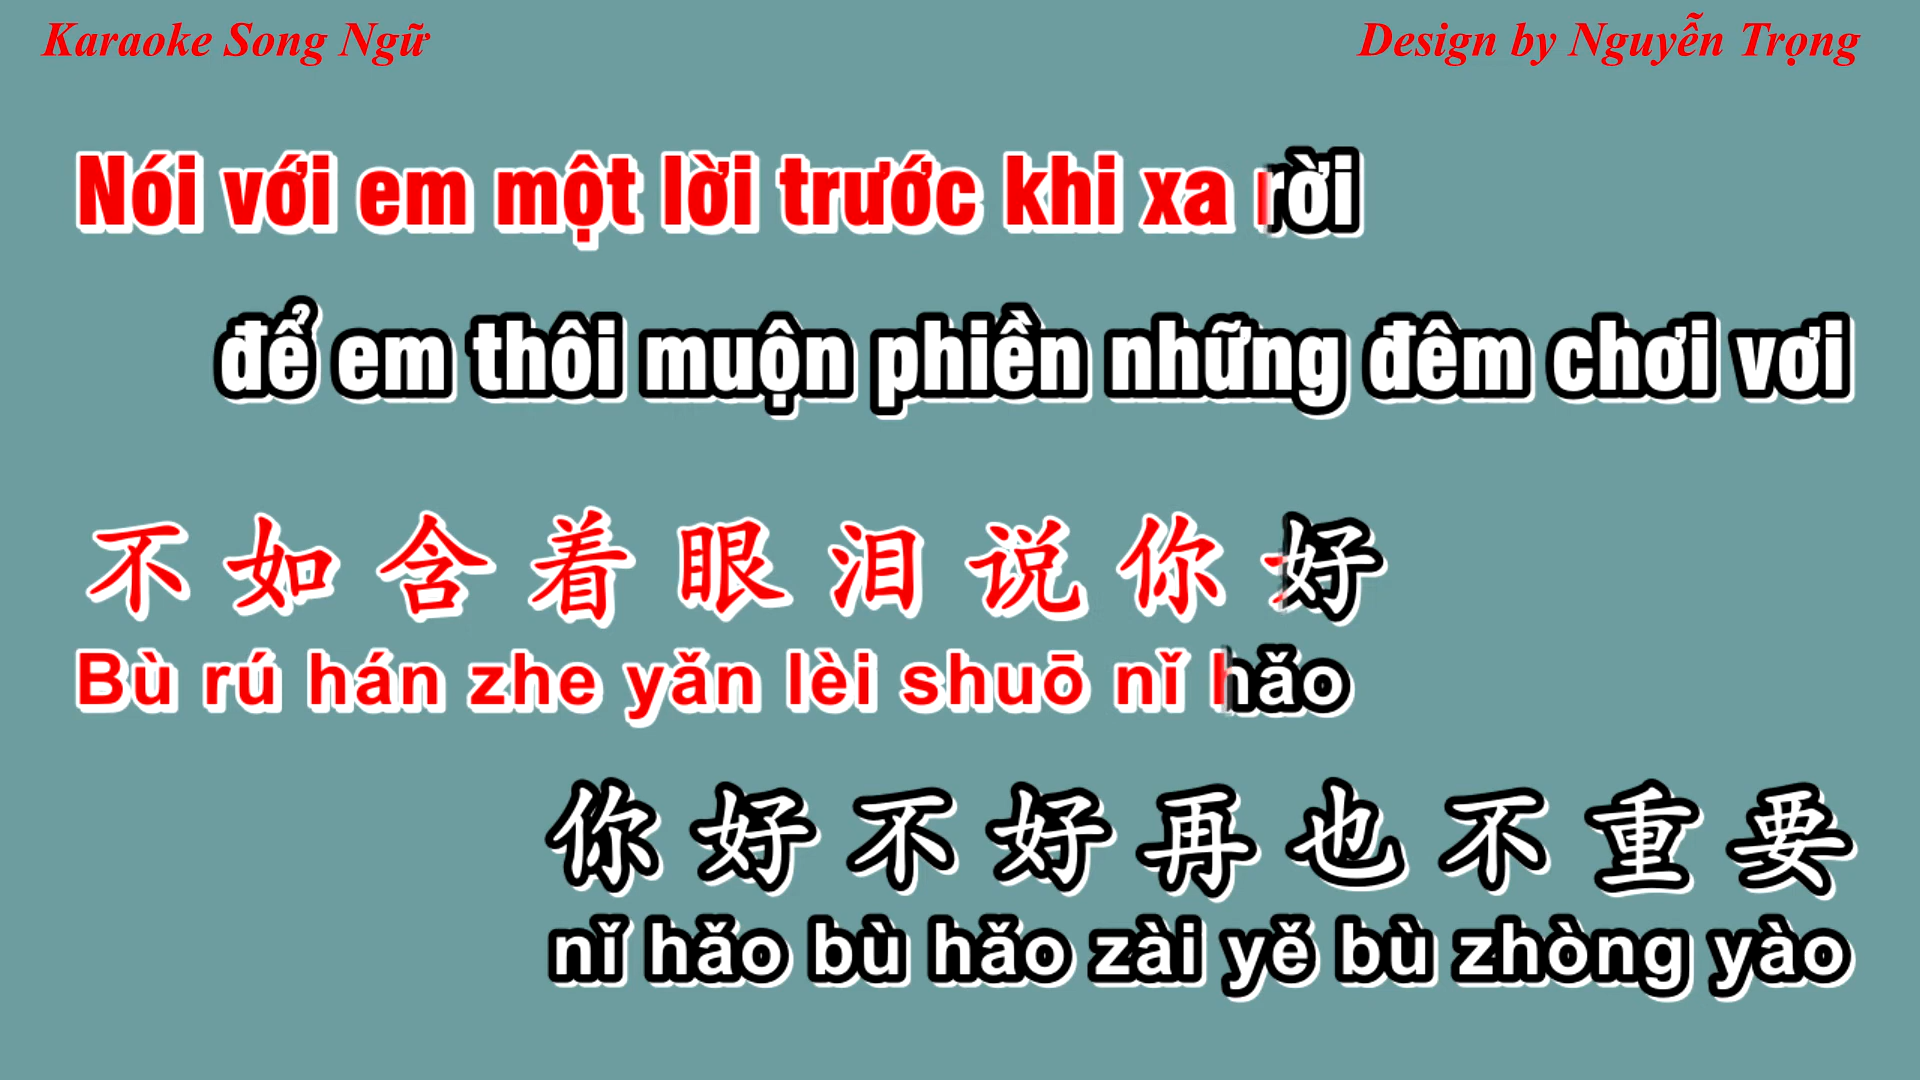 Karaoke Song Ngữ
Design by Nguyễn Trọng
Nói với em một lời trước khi xa rời
để em thôi muộn phiền những đêm chơi vơi
不如含着眼泪说你好
Bù rú hán zhe yǎn lèi shuō nǐ hǎo
你好不好再也不重要
nǐ hǎo bù hǎo zài yě bù zhòng yào